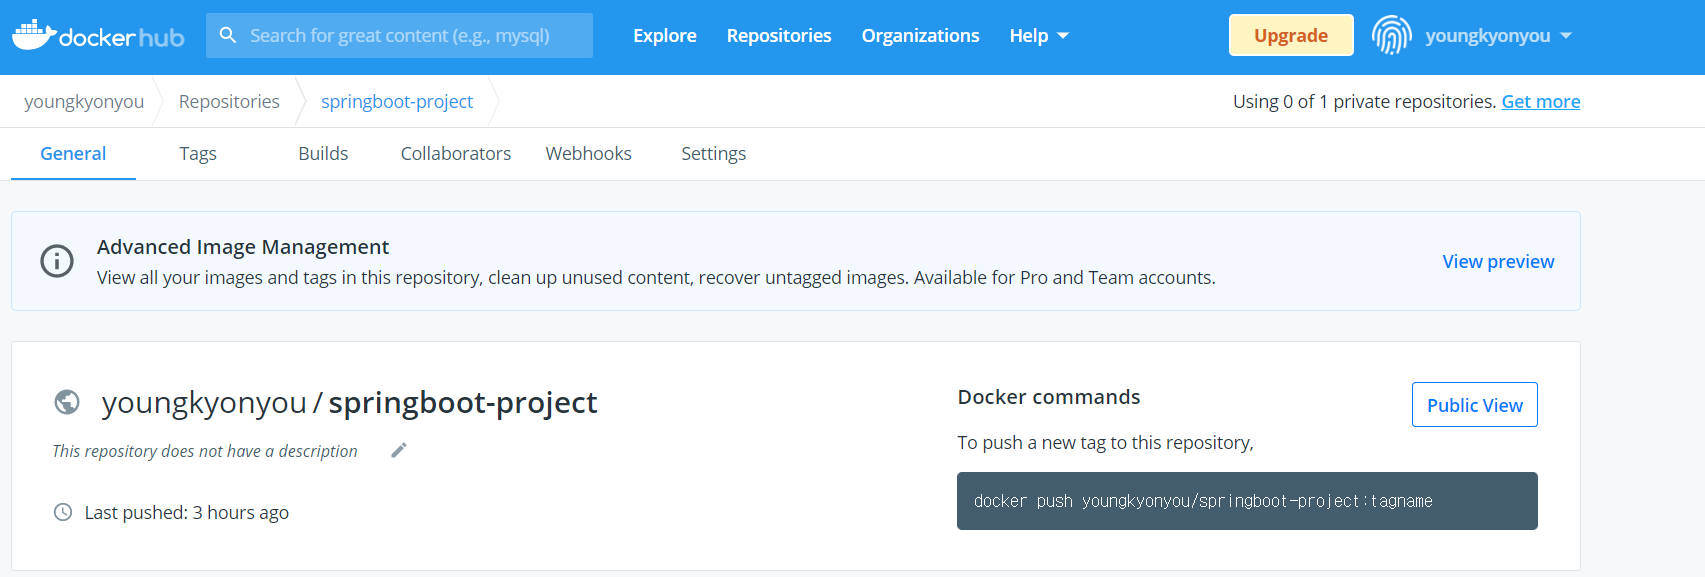 docker hub Search for great content (e.g., mysql) Explore Repositories Organizations Help Upgrade youngkyonyou
youngkyonyou Repositories springboot-project Using 0 of 1 private repositories. Get more
General Tags Builds Collaborators Webhooks Settings
Advanced Image Management
View all your images and tags in this repository, clean up unused content, recover untagged images. Available for Pro and Team accounts.
View preview
youngkyonyou / springboot-project
This repository does not have a description
Last pushed: 3 hours ago
Docker commands
Public View
To push a new tag to this repository,
docker push youngkyonyou/springboot-project:tagname